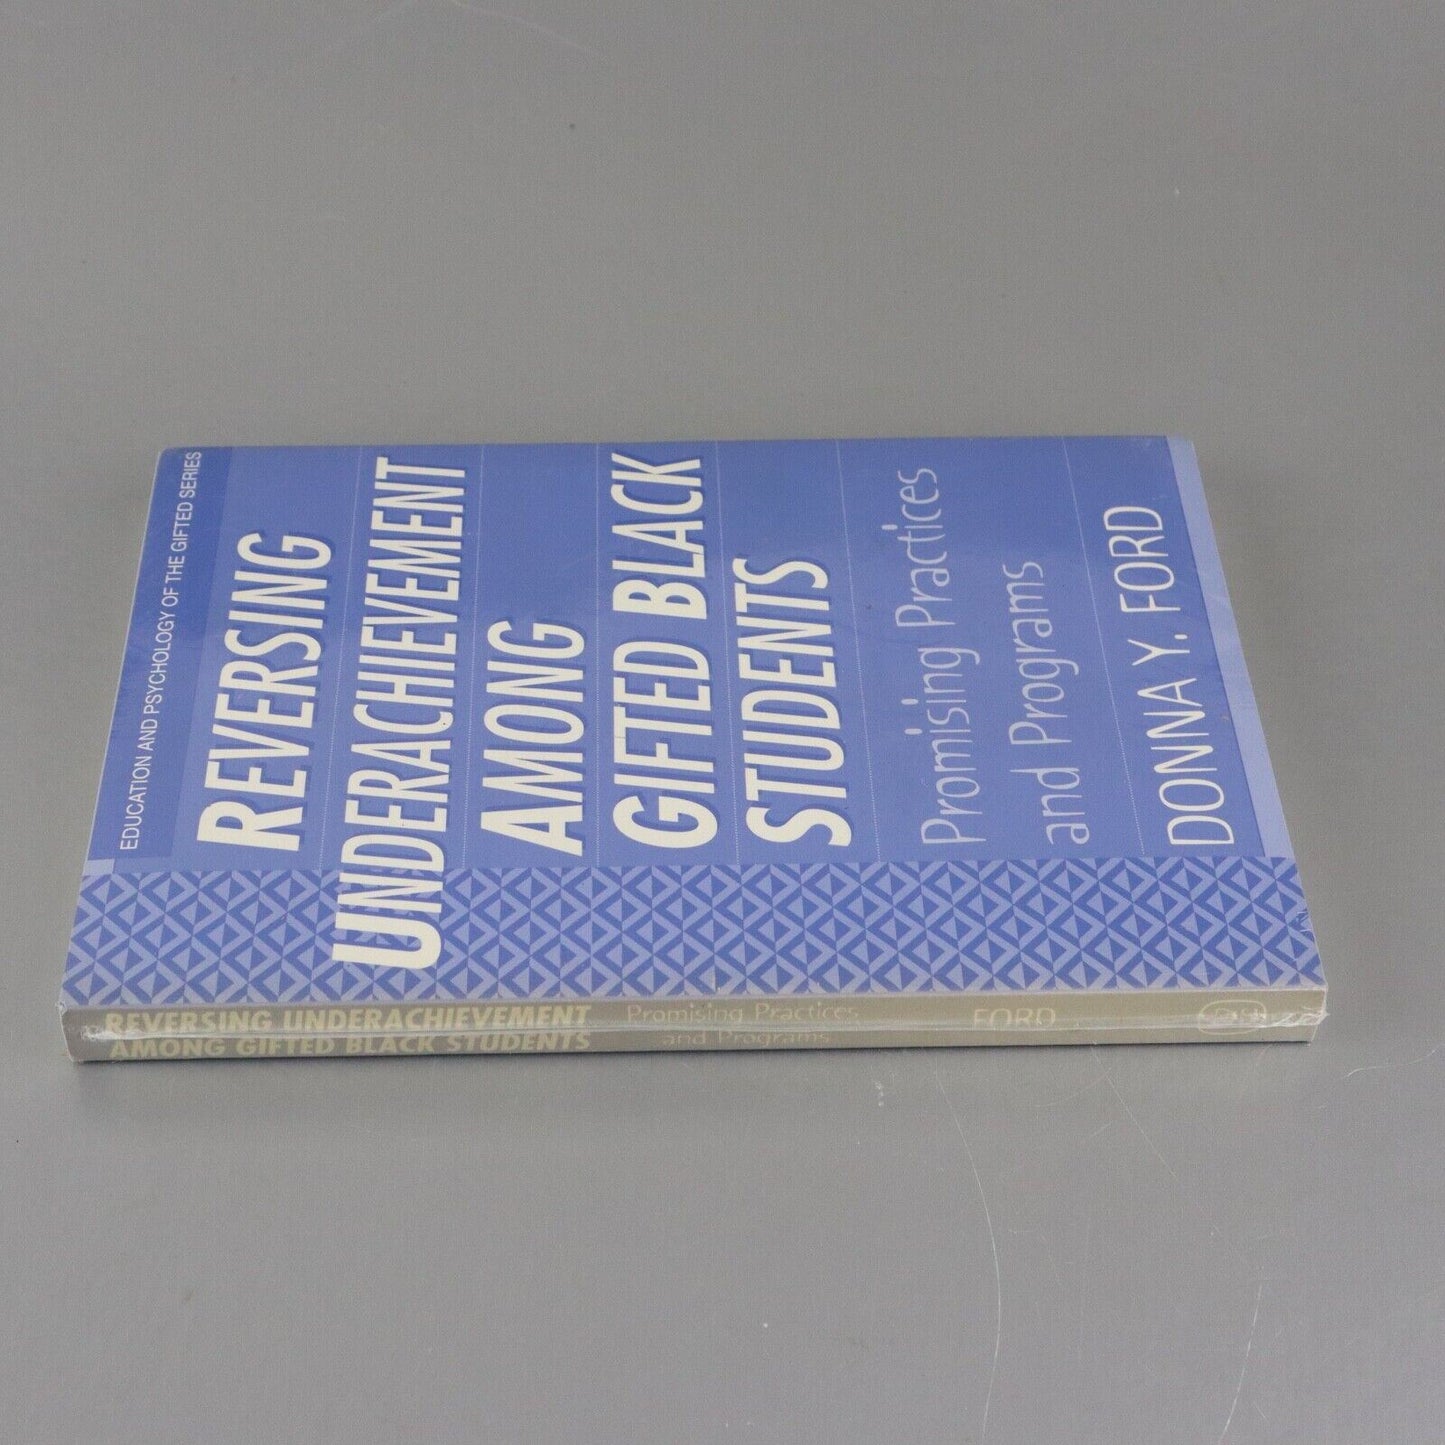 EDUCATION AND PSYCHOLOGY OF THE GIFTED SERIES
REVERSING
UNDERACHIEVEMENT
AMONG
GIFTED BLACK
STUDENTS
Promising Practices
and Programs
DONNA Y. FORD
REVERSING UNDERACHIEVEMENT
AMONG GIFTED BLACK STUDENTS
Promising Practices
and Programs
FORD